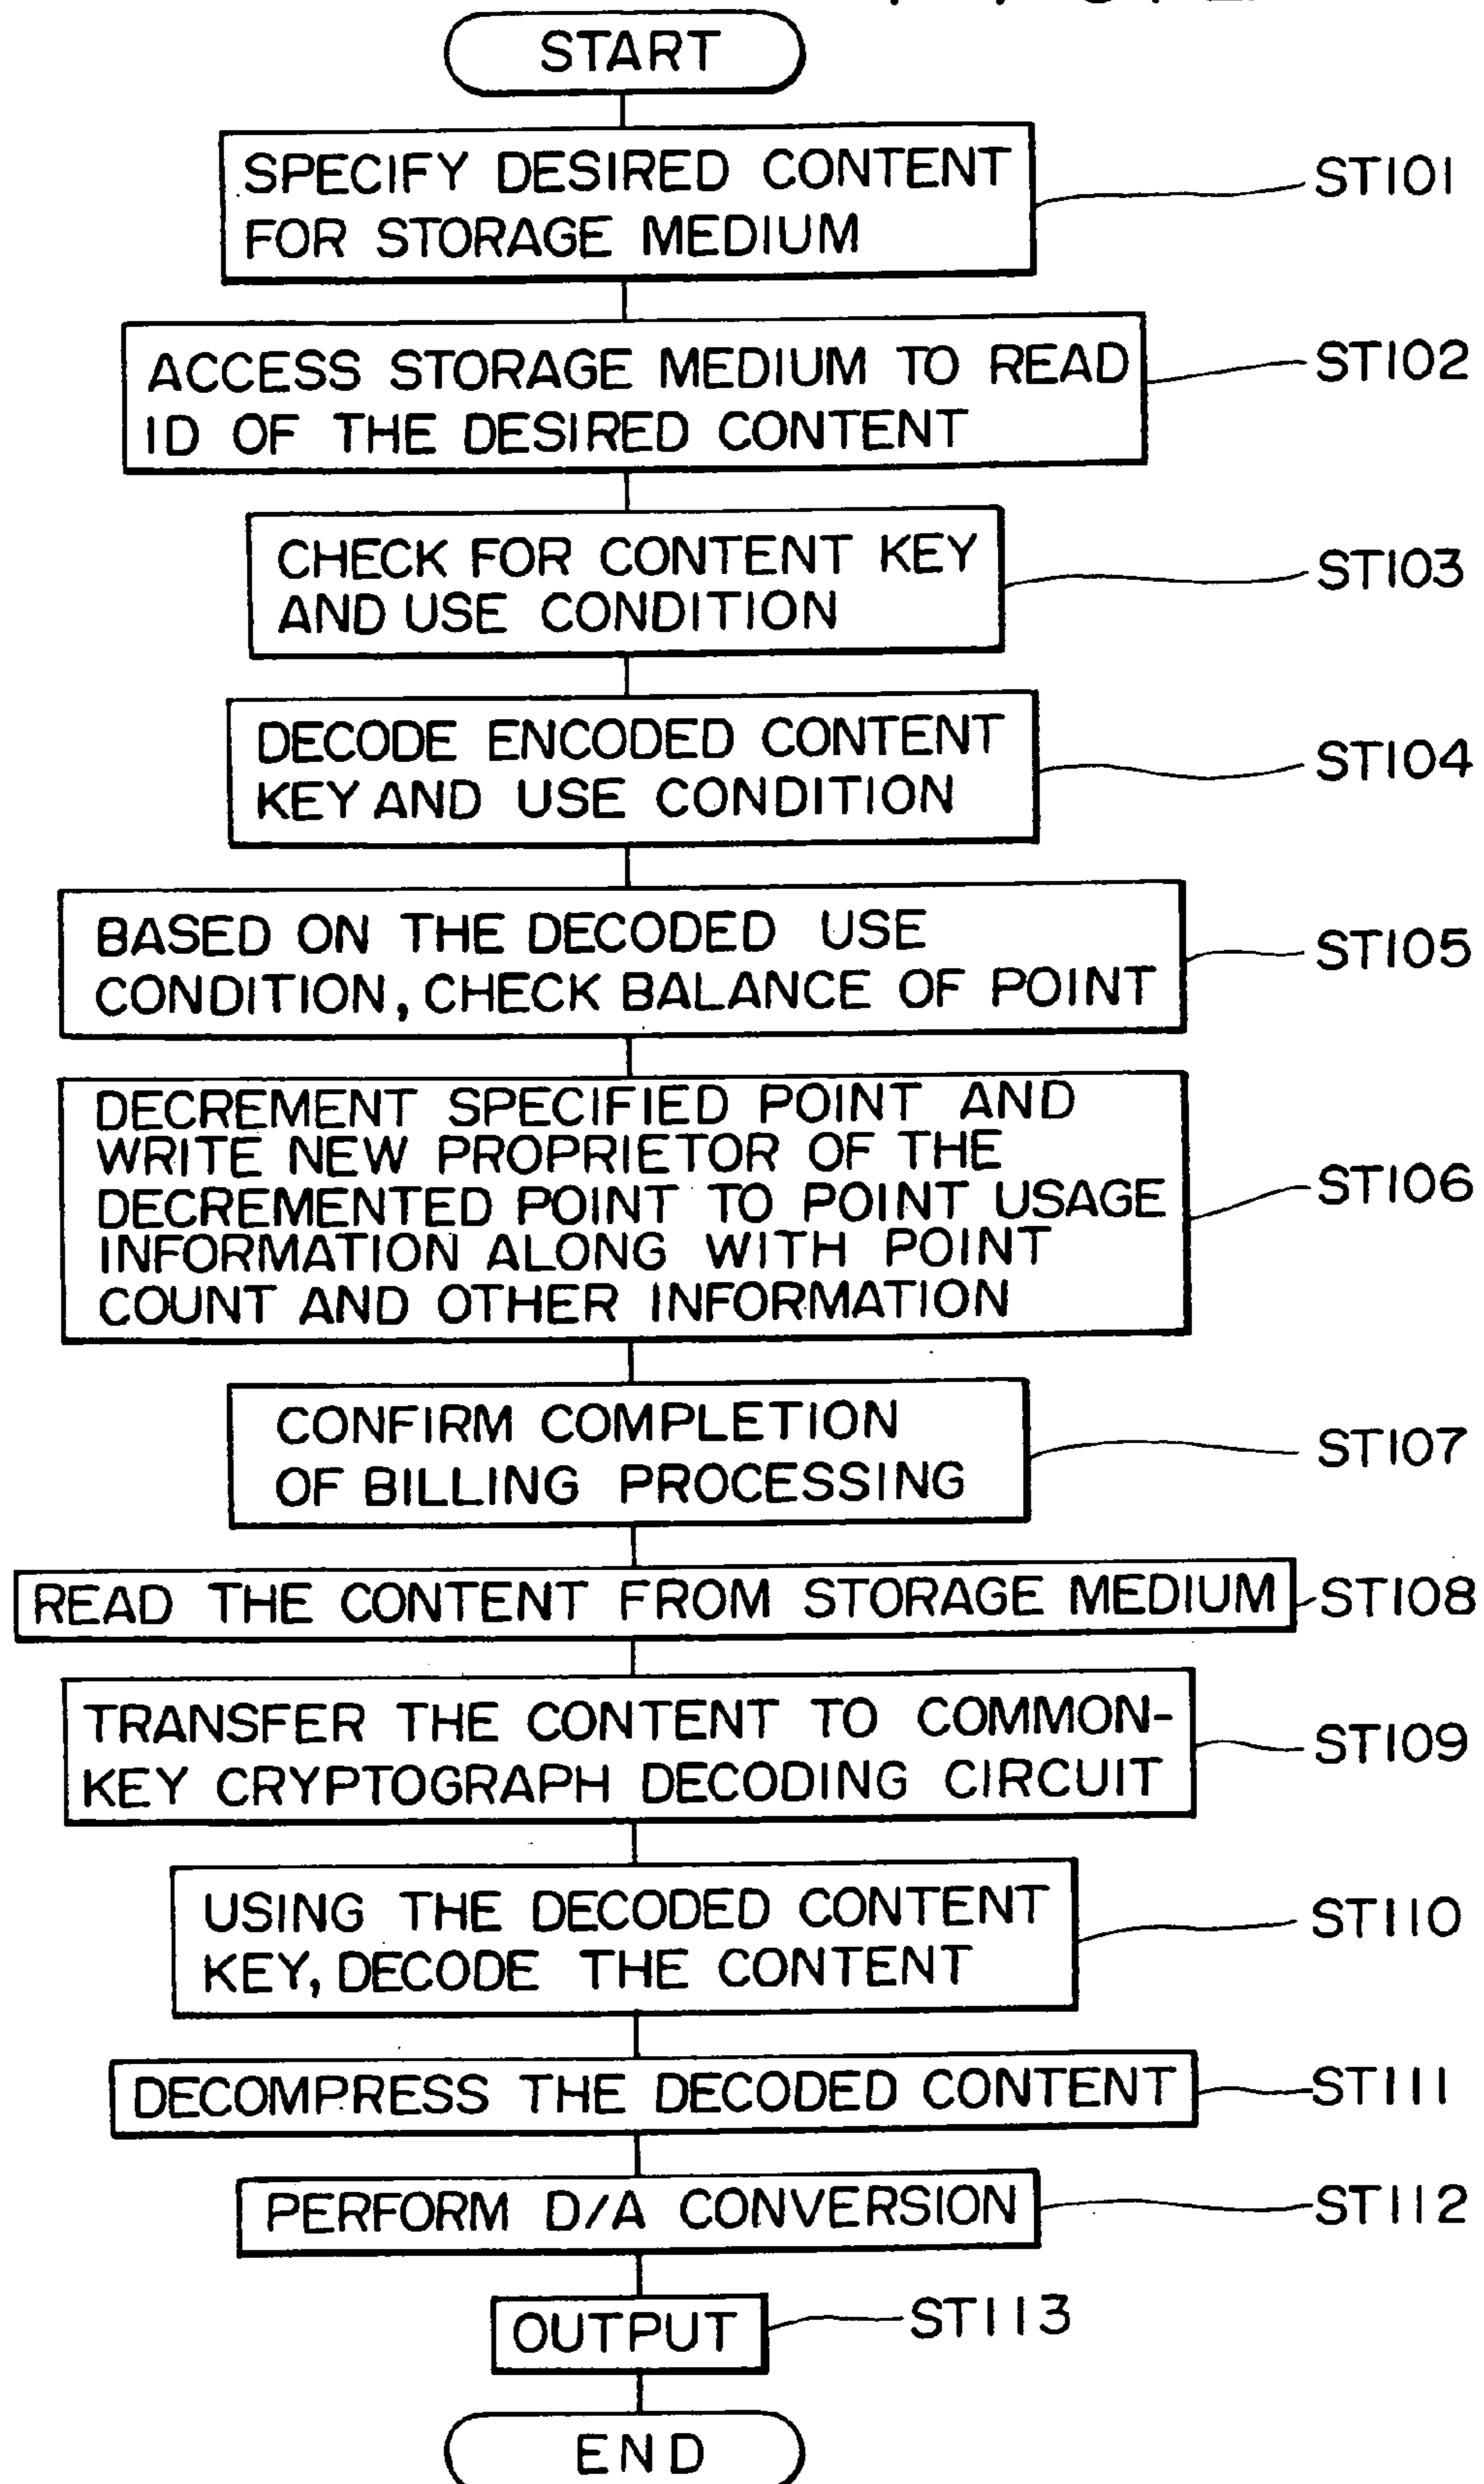 START
SPECIFY DESIRED CONTENT
FOR STORAGE MEDIUM
ST101
ACCESS STORAGE MEDIUM TO READ
ID OF THE DESIRED CONTENT
ST102
CHECK FOR CONTENT KEY
AND USE CONDITION
ST103
DECODE ENCODED CONTENT
KEY AND USE CONDITION
ST104
BASED ON THE DECODED USE
CONDITION, CHECK BALANCE OF POINT
ST105
DECREMENT SPECIFIED POINT AND
WRITE NEW PROPRIETOR OF THE
DECREMENTED POINT TO POINT USAGE
INFORMATION ALONG WITH POINT
COUNT AND OTHER INFORMATION
ST106
CONFIRM COMPLETION
OF BILLING PROCESSING
ST107
READ THE CONTENT FROM STORAGE MEDIUM
ST108
TRANSFER THE CONTENT TO COMMON-
KEY CRYPTOGRAPH DECODING CIRCUIT
ST109
USING THE DECODED CONTENT
KEY, DECODE THE CONTENT
ST110
DECOMPRESS THE DECODED CONTENT
ST111
PERFORM D/A CONVERSION
ST112
OUTPUT
ST113
END